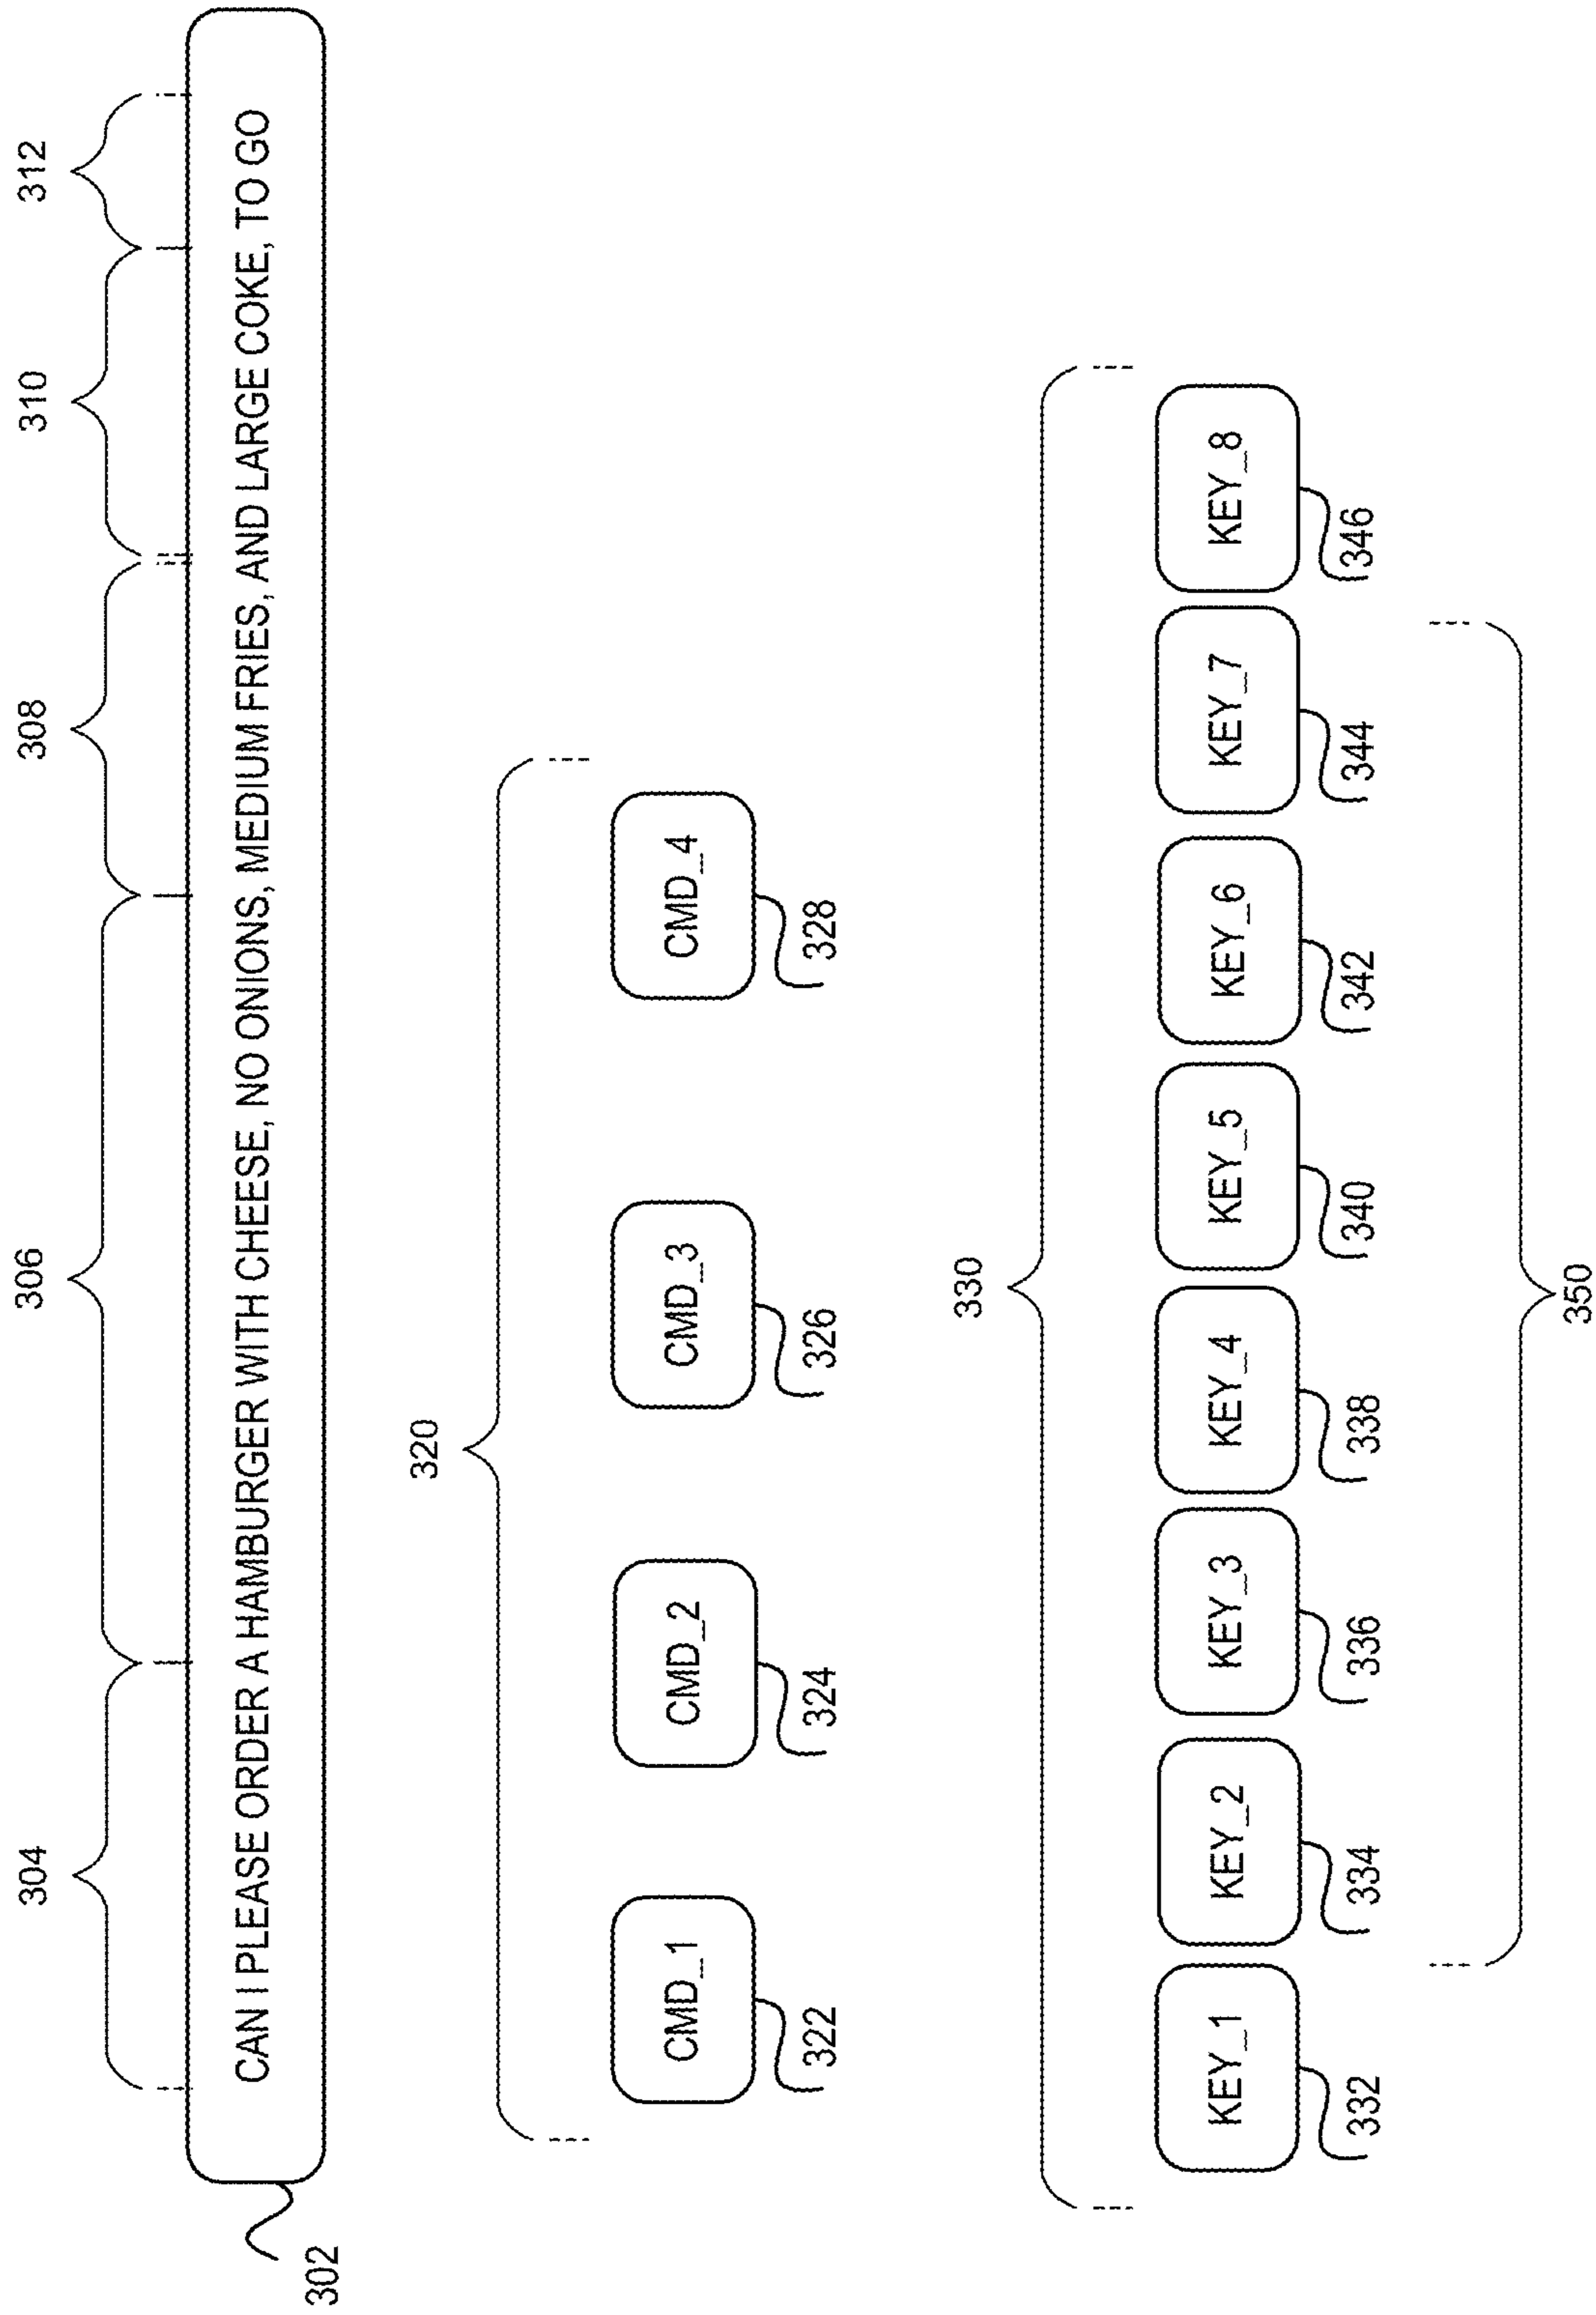 304 306 308 310 312
CAN I PLEASE ORDER A HAMBURGER WITH CHEESE, NO ONIONS, MEDIUM FRIES, AND LARGE COKE, TO GO
302
320
CMD_1 CMD_2 CMD_3 CMD_4
322 324 326 328
330
KEY_1 KEY_2 KEY_3 KEY_4 KEY_5 KEY_6 KEY_7 KEY_8
332 334 336 338 340 342 344 346
350